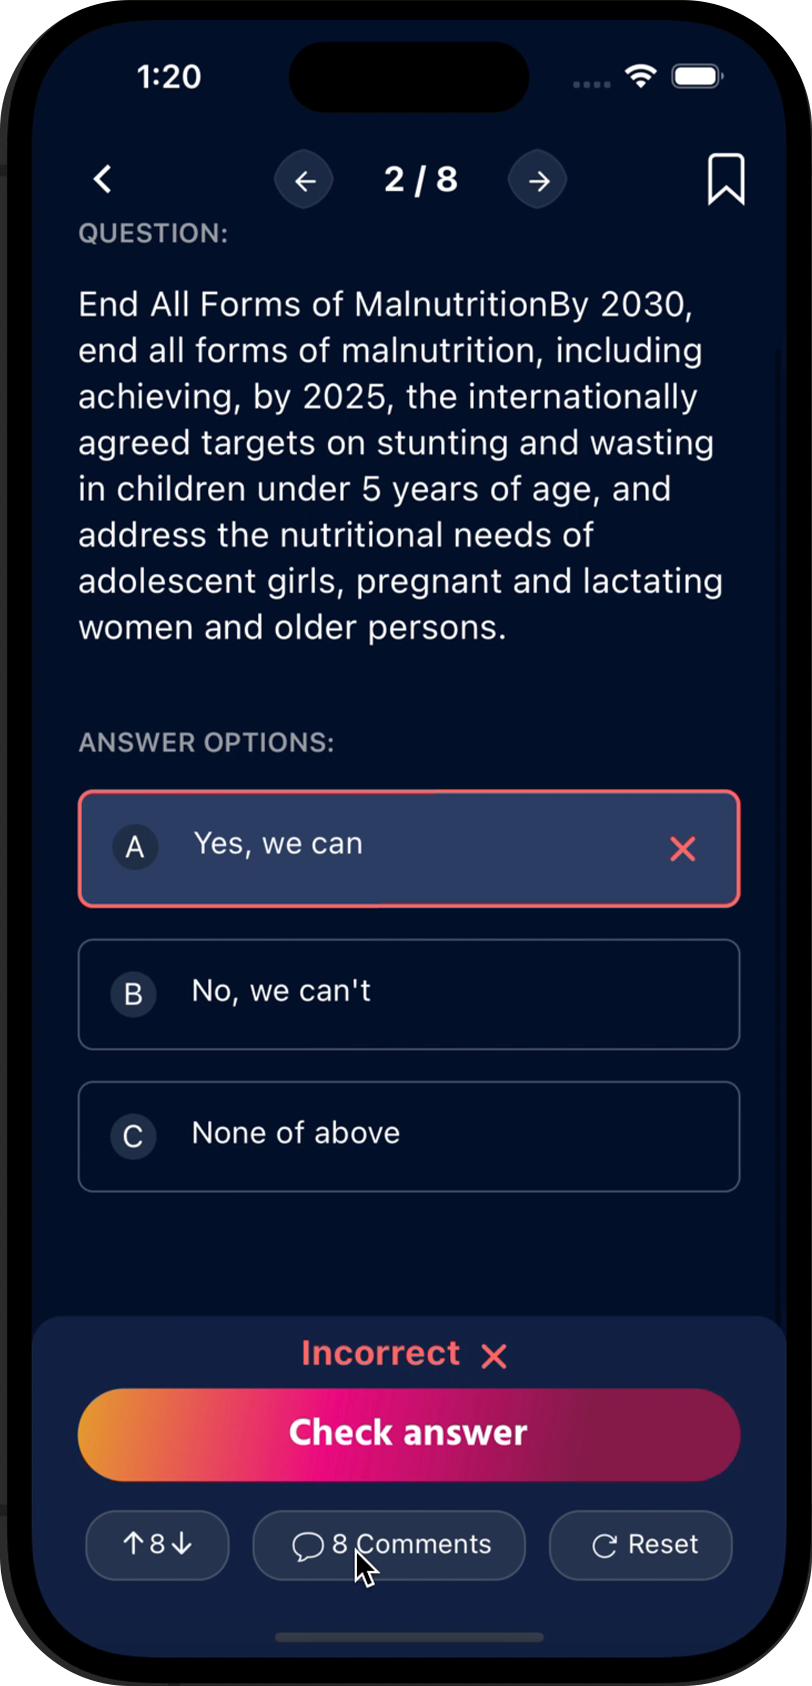 1:20
2 / 8
QUESTION:
End All Forms of MalnutritionBy 2030,
end all forms of malnutrition, including
achieving, by 2025, the internationally
agreed targets on stunting and wasting
in children under 5 years of age, and
address the nutritional needs of
adolescent girls, pregnant and lactating
women and older persons.
ANSWER OPTIONS:
A Yes, we can
B No, we can't
C None of above
Incorrect
Check answer
8
8 Comments
Reset